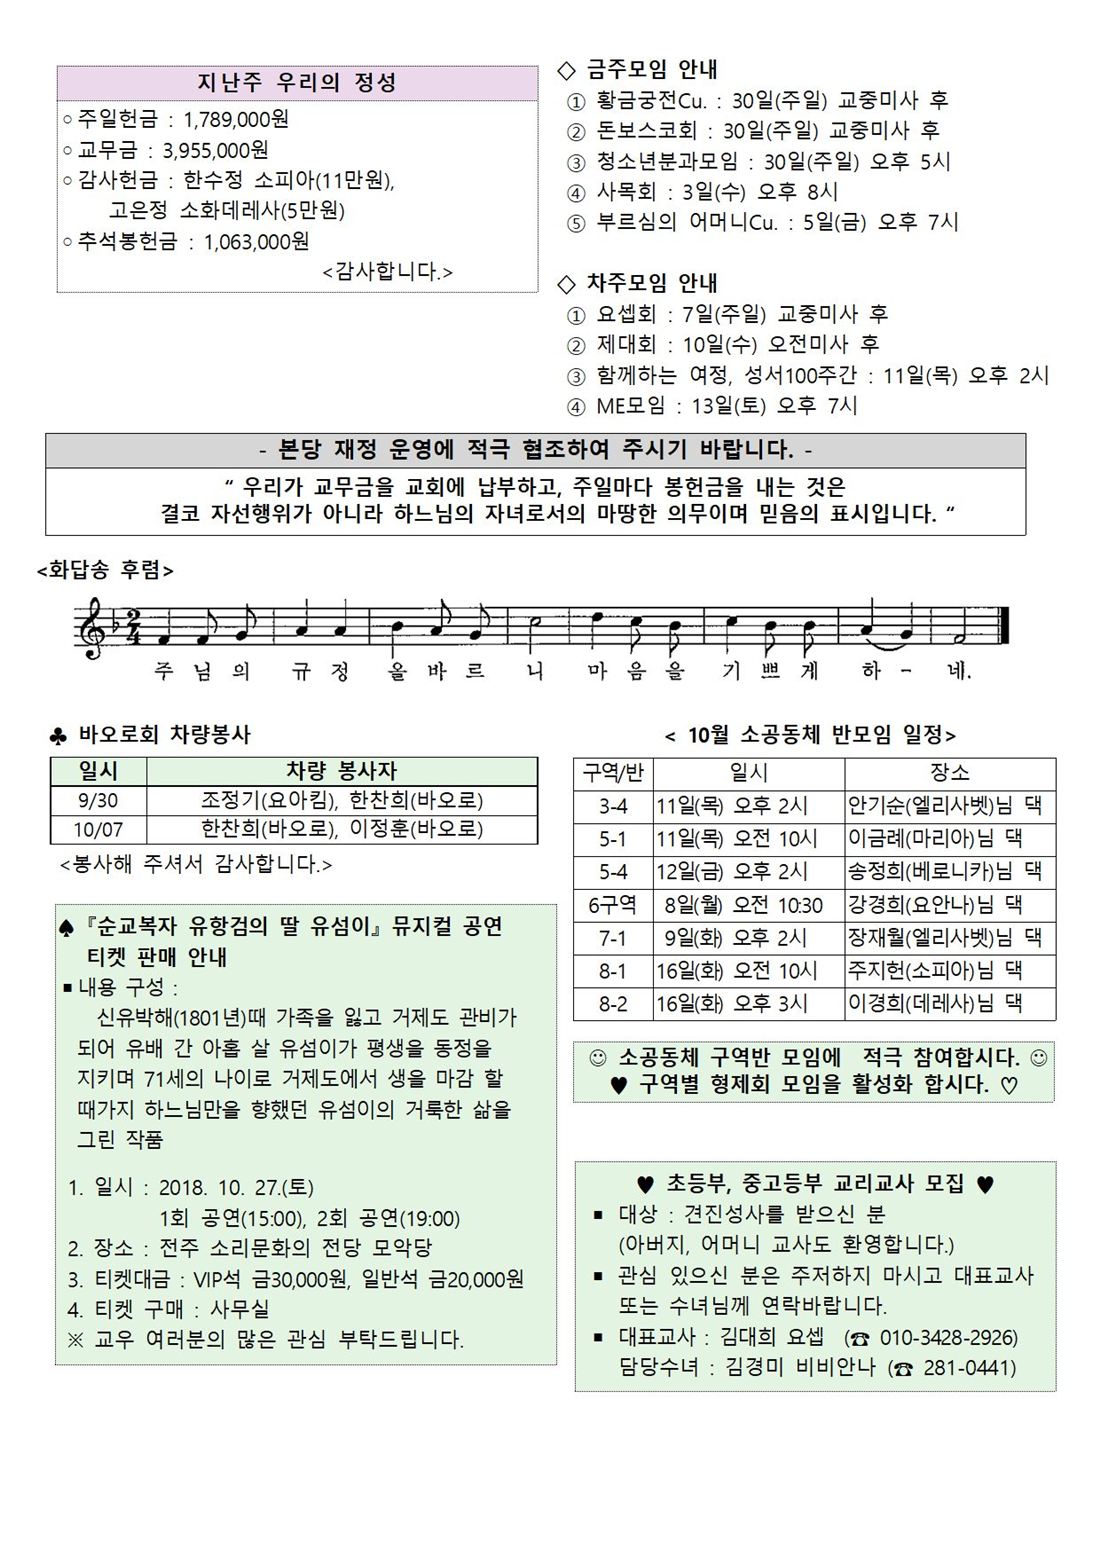 지난주 우리의 정성
○ 주일헌금 : 1,789,000원
○ 교무금 : 3,955,000원
○ 감사헌금 : 한수정 소피아(11만원),
고은정 소화데레사(5만원)
○ 추석봉헌금 : 1,063,000원
<감사합니다.>
◇ 금주모임 안내
① 황금궁전Cu. : 30일(주일) 교중미사 후
② 돈보스코회 : 30일(주일) 교중미사 후
③ 청소년분과모임 : 30일(주일) 오후 5시
④ 사목회 : 3일(수) 오후 8시
⑤ 부르심의 어머니Cu. : 5일(금) 오후 7시
◇ 차주모임 안내
① 요셉회 : 7일(주일) 교중미사 후
② 제대회 : 10일(수) 오전미사 후
③ 함께하는 여정, 성서100주간 : 11일(목) 오후 2시
④ ME모임 : 13일(토) 오후 7시
- 본당 재정 운영에 적극 협조하여 주시기 바랍니다. -
“ 우리가 교무금을 교회에 납부하고, 주일마다 봉헌금을 내는 것은
결코 자선행위가 아니라 하느님의 자녀로서의 마땅한 의무이며 믿음의 표시입니다. “
<화답송 후렴>
2
4
주 님 의 규 정 을 바 르 니 마 음 을 기 쁘 게 하 - 네.
♣ 바오로회 차량봉사
일시 차량 봉사자
9/30 조정기(요아킴), 한찬희(바오로)
10/07 한찬희(바오로), 이정훈(바오로)
<봉사해 주셔서 감사합니다.>
♠『순교복자 유항검의 딸 유섬이』뮤지컬 공연
티켓 판매 안내
■ 내용 구성 :
신유박해(1801년)때 가족을 잃고 거제도 관비가
되어 유배 간 아홉 살 유섬이가 평생을 동정을
지키며 71세의 나이로 거제도에서 생을 마감 할
때가지 하느님만을 향했던 유섬이의 거룩한 삶을
그린 작품
1. 일시 : 2018. 10. 27.(토)
1회 공연(15:00), 2회 공연(19:00)
2. 장소 : 전주 소리문화의 전당 모악당
3. 티켓대금 : VIP석 금30,000원, 일반석 금20,000원
4. 티켓 구매 : 사무실
※ 교우 여러분의 많은 관심 부탁드립니다.
< 10월 소공동체 반모임 일정>
구역/반 일시 장소
3-4 11일(목) 오후 2시 안기순(엘리사벳)님 댁
5-1 11일(목) 오전 10시 이금례(마리아)님 댁
5-4 12일(금) 오후 2시 송정희(베로니카)님 댁
6구역 8일(월) 오전 10:30 강경희(요안나)님 댁
7-1 9일(화) 오후 2시 장재월(엘리사벳)님 댁
8-1 16일(화) 오전 10시 주지헌(소피아)님 댁
8-2 16일(화) 오후 3시 이경희(데레사)님 댁
☺ 소공동체 구역반 모임에 적극 참여합시다. ☺
♥ 구역별 형제회 모임을 활성화 합시다. ♡
♥ 초등부, 중고등부 교리교사 모집 ♥
■ 대상 : 견진성사를 받으신 분
(아버지, 어머니 교사도 환영합니다.)
■ 관심 있으신 분은 주저하지 마시고 대표교사
또는 수녀님께 연락바랍니다.
■ 대표교사 : 김대희 요셉 (☎ 010-3428-2926)
담당수녀 : 김경미 비비안나 (☎ 281-0441)